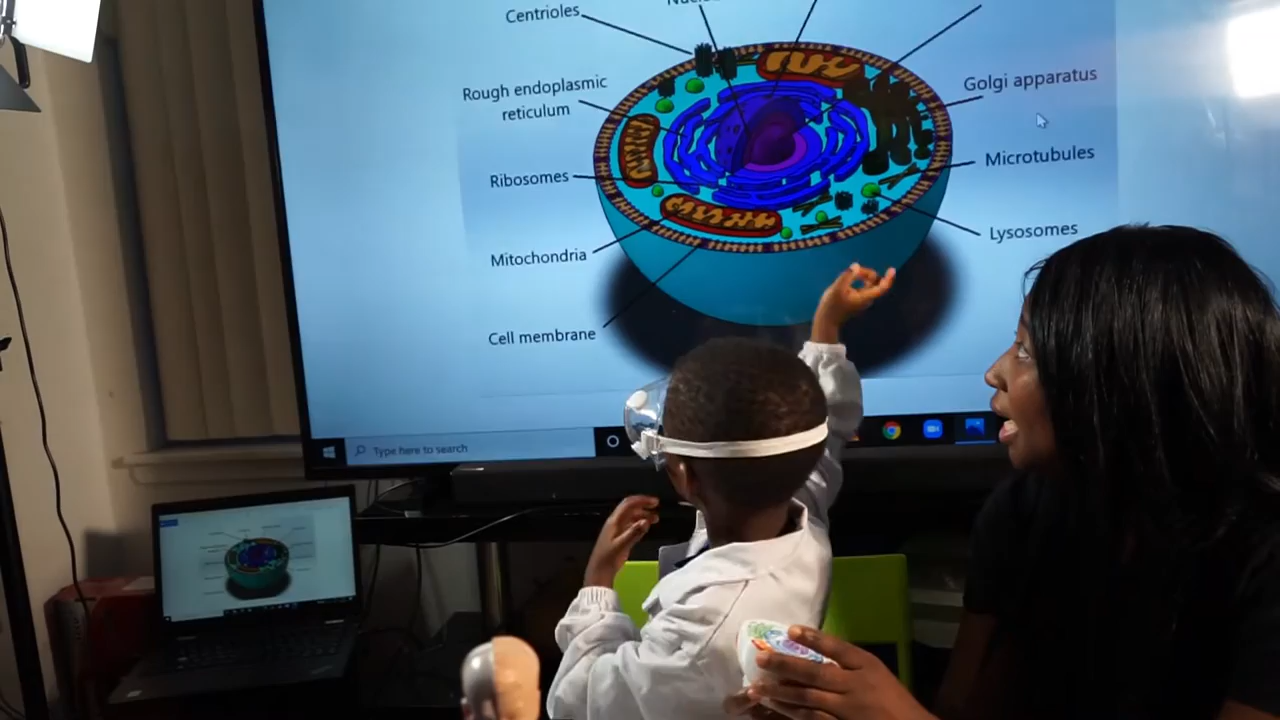 Centrioles
Rough endoplasmic
reticulum
Golgi apparatus
Ribosomes
Microtubules
Mitochondria
Lysosomes
Cell membrane
Type here to search